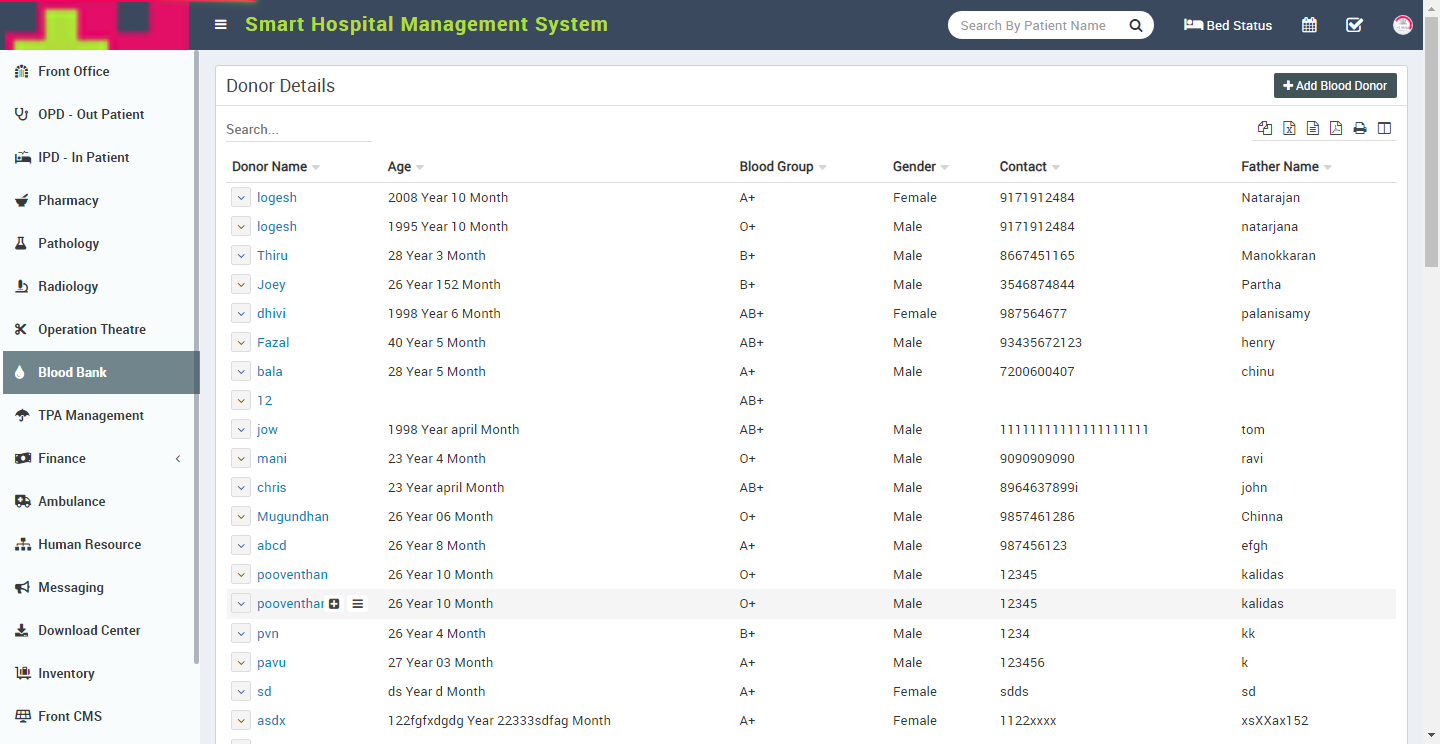 Smart Hospital Management System
Search By Patient Name
Bed Status
Front Office
OPD - Out Patient
IPD - In Patient
Pharmacy
Pathology
Radiology
Operation Theatre
Blood Bank
TPA Management
Finance
Ambulance
Human Resource
Messaging
Download Center
Inventory
Front CMS
Donor Details
Add Blood Donor
Search...
Donor Name Age Blood Group Gender Contact Father Name
logesh 2008 Year 10 Month A+ Female 9171912484 Natarajan
logesh 1995 Year 10 Month O+ Male 9171912484 natarjana
Thiru 28 Year 3 Month B+ Male 8667451165 Manokkaran
Joey 26 Year 152 Month B+ Male 3546874844 Partha
dhivi 1998 Year 6 Month AB+ Female 987564677 palanisamy
Fazal 40 Year 5 Month AB+ Male 93435672123 henry
bala 28 Year 5 Month A+ Male 7200600407 chinu
12 AB+
jow 1998 Year april Month AB+ Male 11111111111111111111 tom
mani 23 Year 4 Month O+ Male 9090909090 ravi
chris 23 Year april Month AB+ Male 8964637899i john
Mugundhan 26 Year 06 Month O+ Male 9857461286 Chinna
abcd 26 Year 8 Month A+ Male 987456123 efgh
pooventhan 26 Year 10 Month O+ Male 12345 kalidas
pooventhan 26 Year 10 Month O+ Male 12345 kalidas
pvn 26 Year 4 Month B+ Male 1234 kk
pavu 27 Year 03 Month A+ Male 123456 k
sd ds Year d Month A+ Female sdds sd
asdx 122fgfxdgdg Year 22333sdfag Month A+ Female 1122xxxx xsXXax152